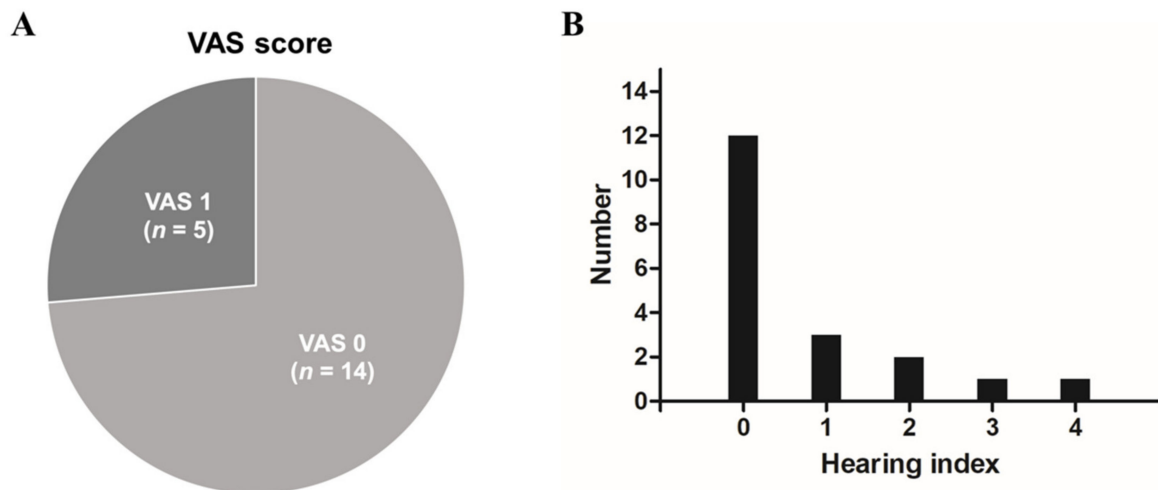 A
VAS score
VAS 1
(n = 5)
VAS 0
(n = 14)
B
Number
14
12
10
8
6
4
2
0
0 1 2 3 4
Hearing index